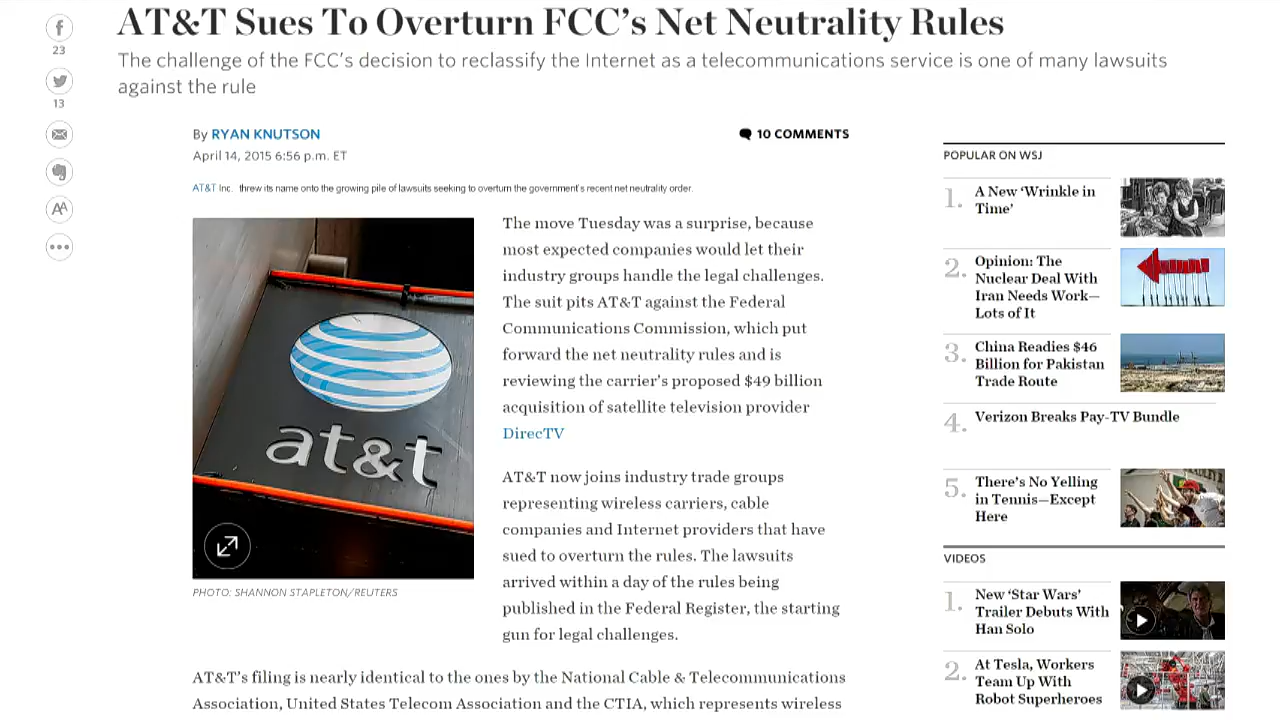 AT&T Sues To Overturn FCC's Net Neutrality Rules
The challenge of the FCC's decision to reclassify the Internet as a telecommunications service is one of many lawsuits
against the rule
23
13
By RYAN KNUTSON
April 14, 2015 6:56 p.m. ET
10 COMMENTS
AT&T Inc. threw its name onto the growing pile of lawsuits seeking to overturn the government's recent net neutrality order.
at&t
PHOTO: SHANNON STAPLETON/REUTERS
The move Tuesday was a surprise, because
most expected companies would let their
industry groups handle the legal challenges.
The suit pits AT&T against the Federal
Communications Commission, which put
forward the net neutrality rules and is
reviewing the carrier's proposed $49 billion
acquisition of satellite television provider
DirecTV
AT&T now joins industry trade groups
representing wireless carriers, cable
companies and Internet providers that have
sued to overturn the rules. The lawsuits
arrived within a day of the rules being
published in the Federal Register, the starting
gun for legal challenges.
AT&T's filing is nearly identical to the ones by the National Cable & Telecommunications
Association, United States Telecom Association and the CTIA, which represents wireless
POPULAR ON WSJ
1. A New 'Wrinkle in
Time'
2. Opinion: The
Nuclear Deal With
Iran Needs Work—
Lots of It
3. China Readies $46
Billion for Pakistan
Trade Route
4. Verizon Breaks Pay-TV Bundle
5. There's No Yelling
in Tennis—Except
Here
VIDEOS
1. New 'Star Wars'
Trailer Debuts With
Han Solo
2. At Tesla, Workers
Team Up With
Robot Superheroes